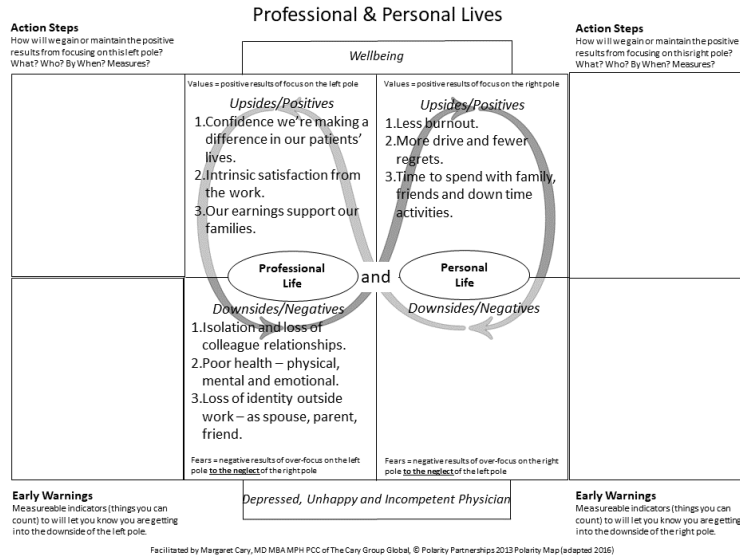 Professional & Personal Lives
Action Steps
How will we gain or maintain the positive
results from focusing on this left pole?
What? Who? By When? Measures?
Wellbeing
Action Steps
How will we gain or maintain the positive
results from focusing on this right pole?
What? Who? By When? Measures?
Values = positive results of focus on the left pole
Upsides/Positives
1.Confidence we're making a
difference in our patients'
lives.
2.Intrinsic satisfaction from
the work.
3.Our earnings support our
families.
Values = positive results of focus on the right pole
Upsides/Positives
1.Less burnout.
2.More drive and fewer
regrets.
3.Time to spend with family,
friends and down time
activities.
Professional
Life
and
Personal
Life
Downsides/Negatives
1.Isolation and loss of
colleague relationships.
2.Poor health – physical,
mental and emotional.
3.Loss of identity outside
work – as spouse, parent,
friend.
Fears = negative results of over-focus on the left
pole to the neglect of the right pole
Downsides/Negatives
Fears = negative results of over-focus on the right
pole to the neglect of the left pole
Early Warnings
Measureable indicators (things you can
count) to will let you know you are getting
into the downside of the left pole.
Depressed, Unhappy and Incompetent Physician
Early Warnings
Measureable indicators (things you can
count) to will let you know you are getting
into the downside of the right pole.
Facilitated by Margaret Cary, MD MBA MPH PCC of The Cary Group Global, © Polarity Partnerships 2013 Polarity Map (adapted 2016)